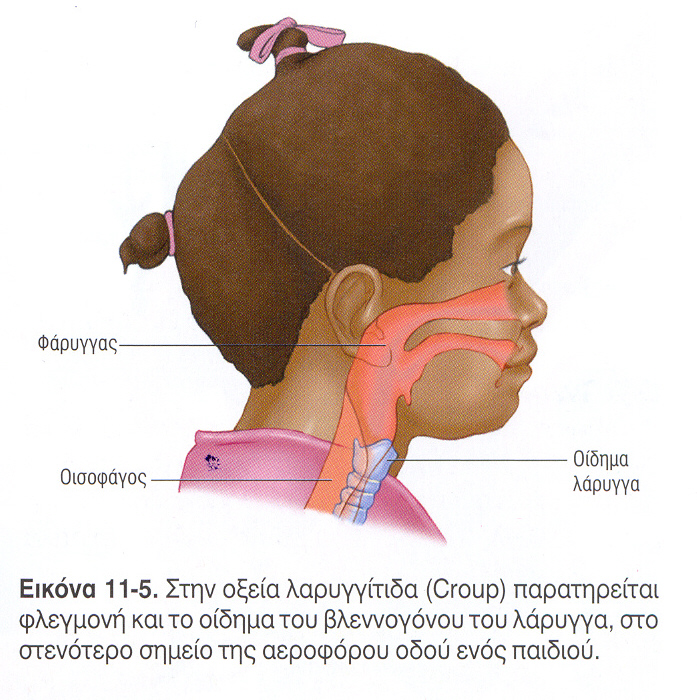 Φάρυγγας
Οισοφάγος
Οίδημα
λάρυγγα
Εικόνα 11-5. Στην οξεία λαρυγγίτιδα (Croup) παρατηρείται
φλεγμονή και το οίδημα του βλεννογόνου του λάρυγγα, στο
στενότερο σημείο της αεροφόρου οδού ενός παιδιού.